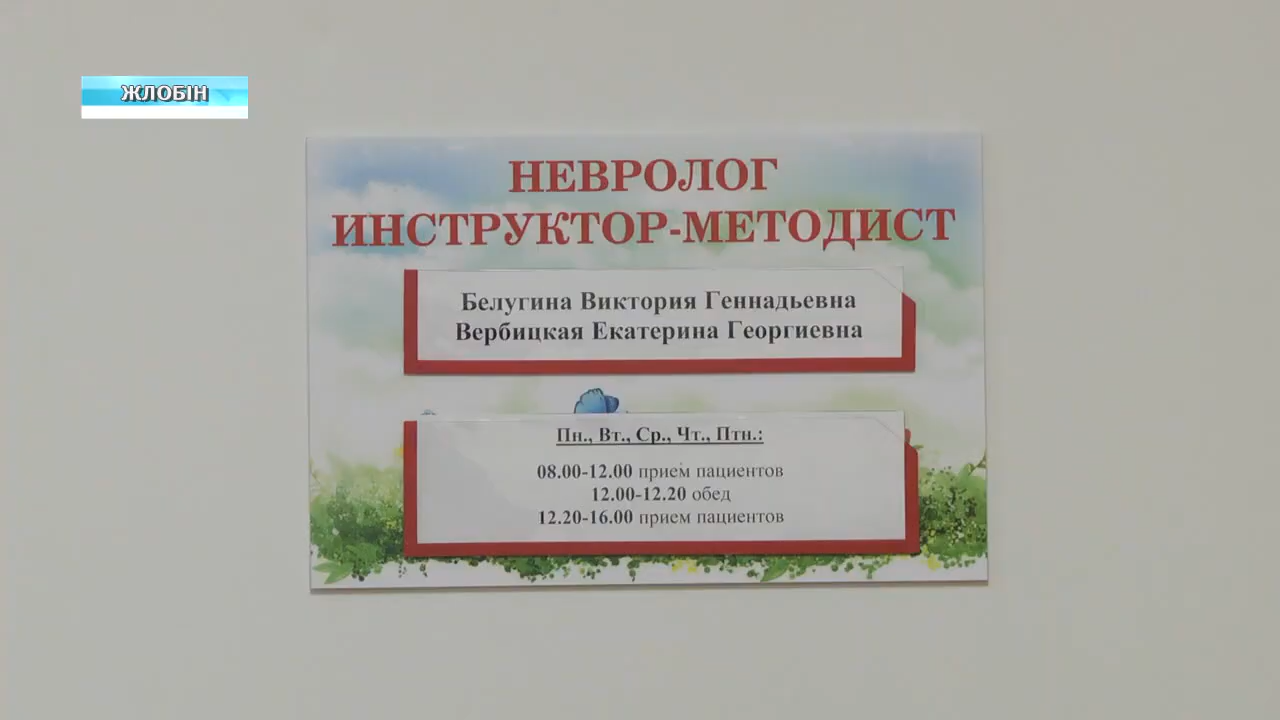 ЖЛОБІН
НЕВРОЛОГ
ИНСТРУКТОР-МЕТОДИСТ
Белугина Виктория Геннадьевна
Вербицкая Екатерина Георгиевна
Пн., Вт., Ср., Чт., Птн.:
08.00-12.00 прием пациентов
12.00-12.20 обед
12.20-16.00 прием пациентов